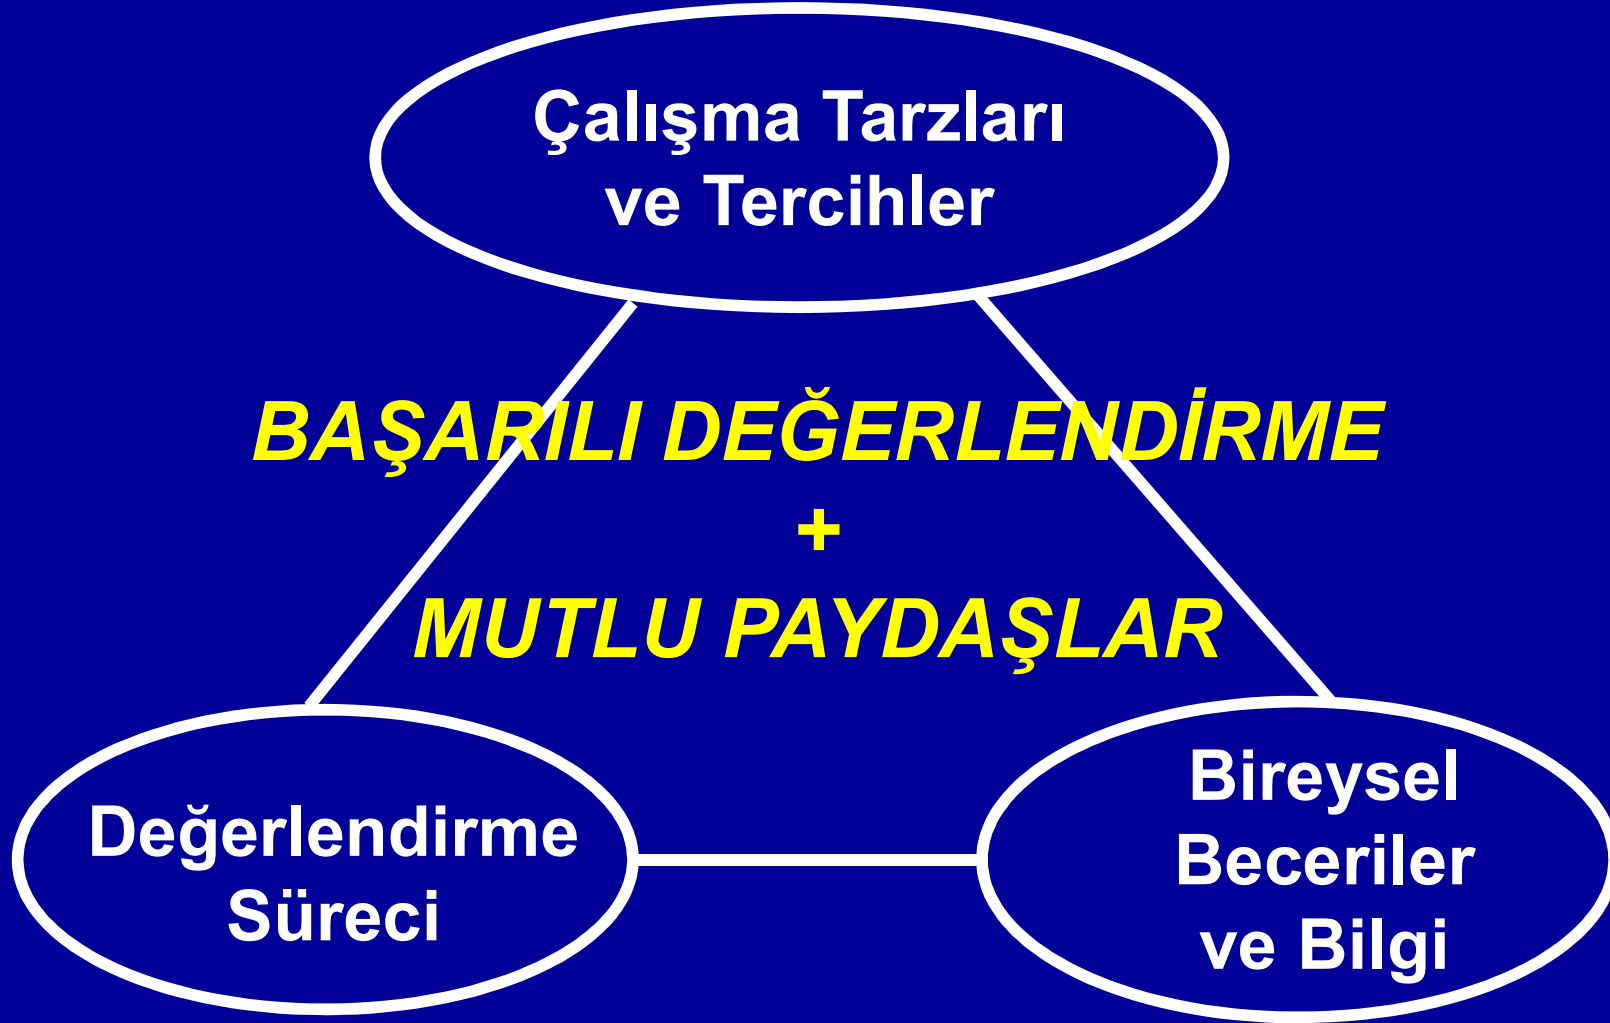 Çalışma Tarzları
ve Tercihler
BAŞARILI DEĞERLENDİRME
+
MUTLU PAYDAŞLAR
Değerlendirme
Süreci
Bireysel
Beceriler
ve Bilgi